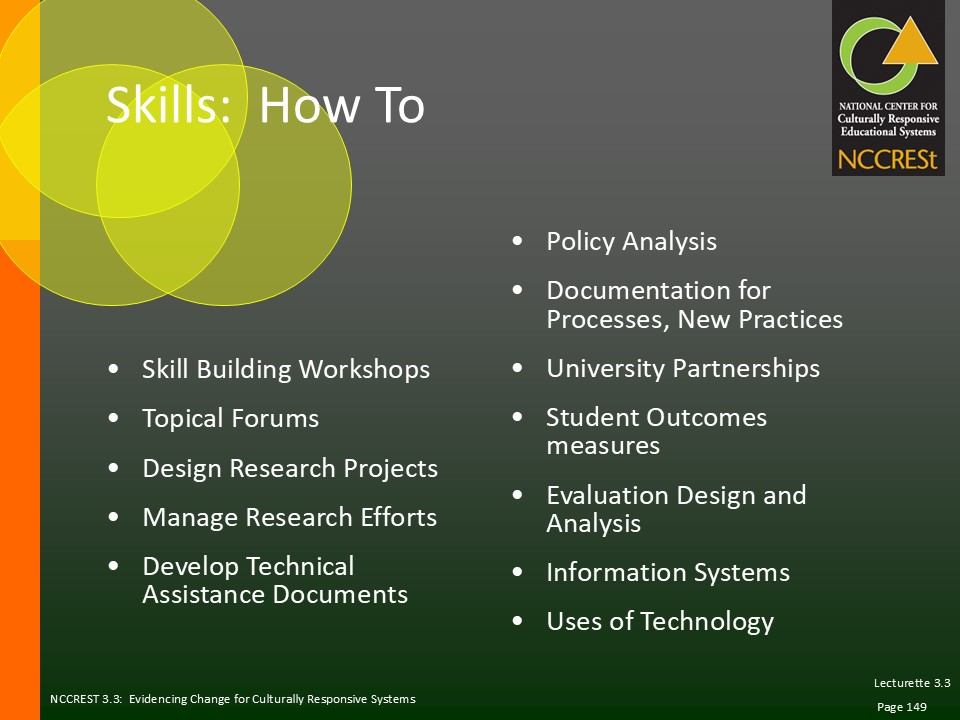 Skills:  How To
NATIONAL CENTER FOR
Culturally Responsive
Educational Systems
NCCRESt
• Skill Building Workshops
• Topical Forums
• Design Research Projects
• Manage Research Efforts
• Develop Technical
Assistance Documents
• Policy Analysis
• Documentation for
Processes, New Practices
• University Partnerships
• Student Outcomes
measures
• Evaluation Design and
Analysis
• Information Systems
• Uses of Technology
NCCREST 3.3:  Evidencing Change for Culturally Responsive Systems
Lecturette 3.3
Page 149